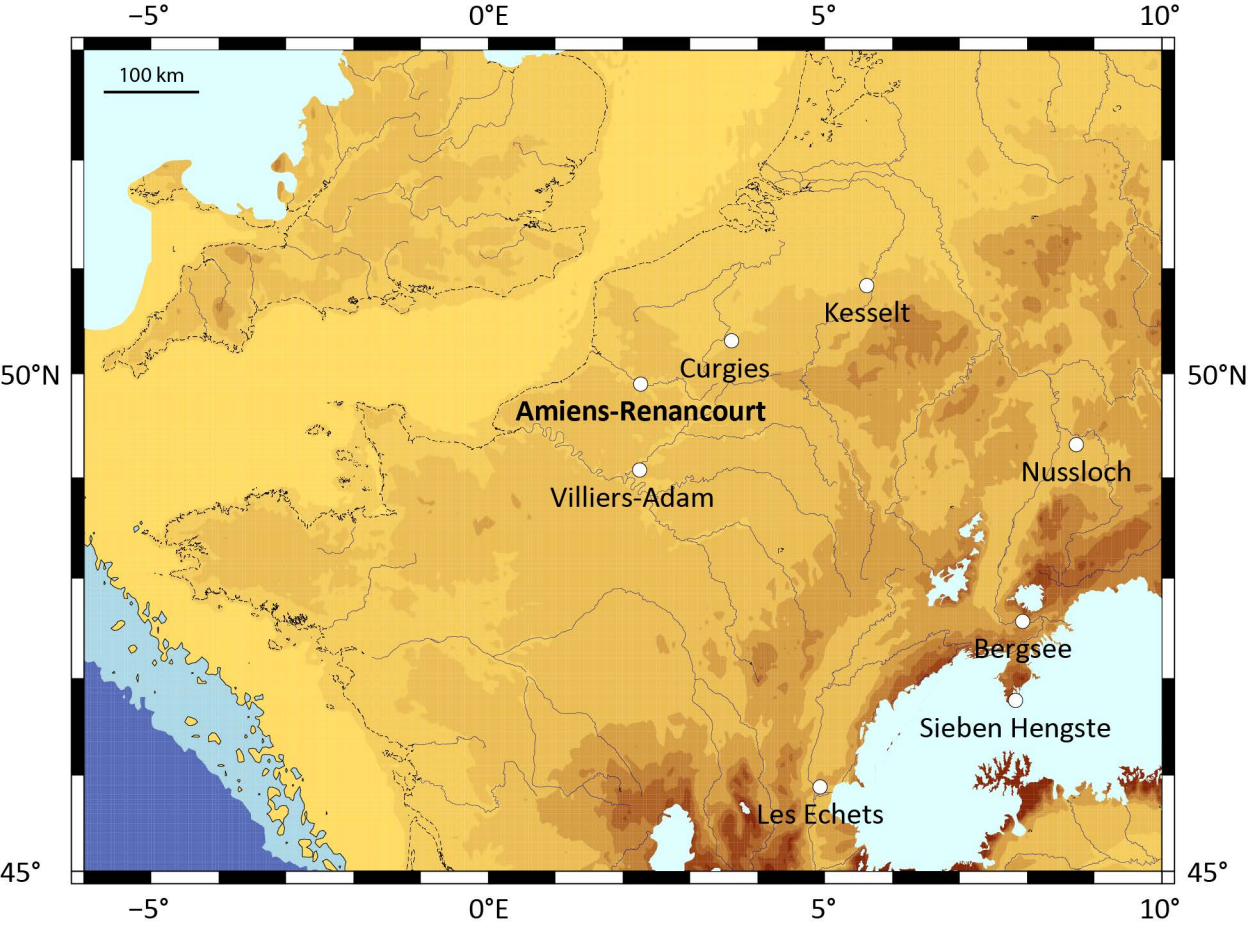 −5°
0°E
5°
10°
100 km
Kesselt
Curgies
50°N
50°N
Amiens-Renancourt
Nussloch
Villiers-Adam
Bergsee
Sieben Hengste
Les Echets
45°
45°
−5°
0°E
5°
10°